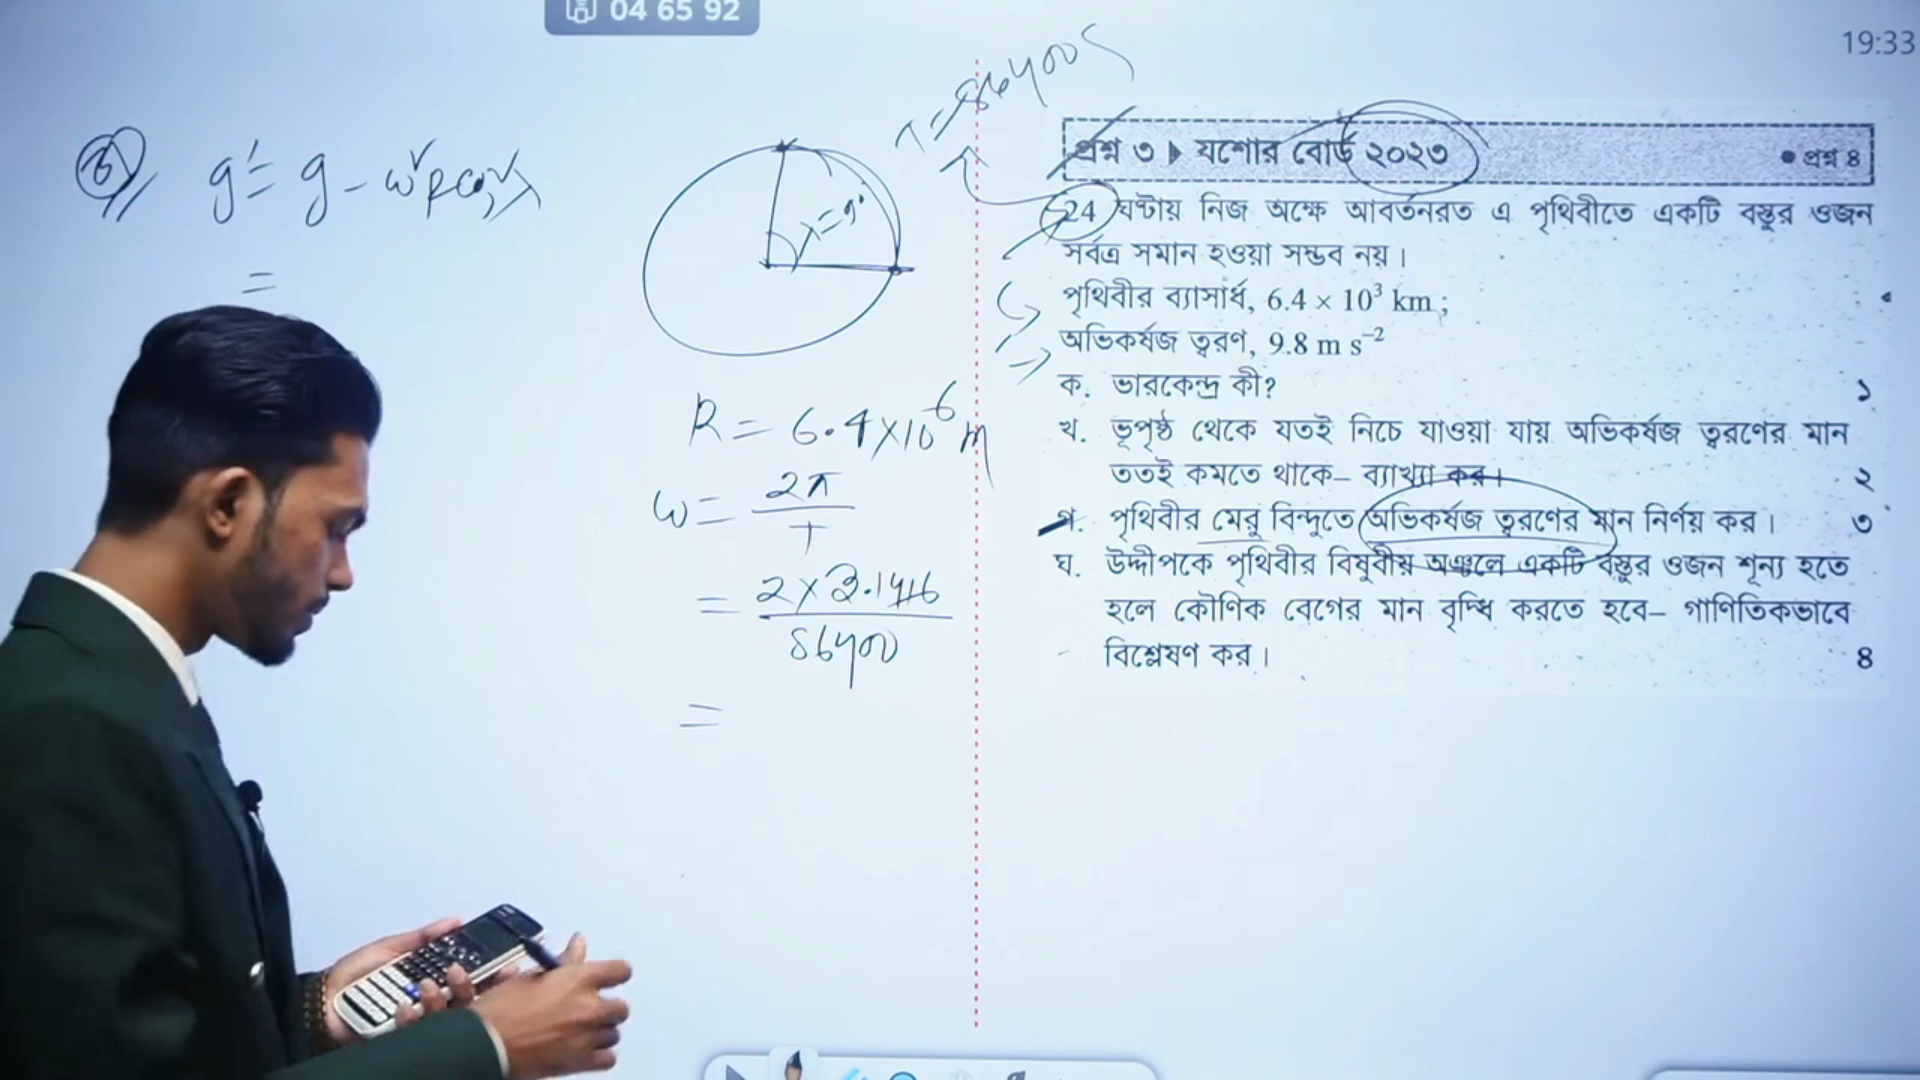 04 65 92
19:33
T = 86400 S
গ
g' = g - ω²Rcos²λ
=
λ = 90°
R = 6.4×10⁻⁶ m
ω = 2π / T
= 2 × 3.1416 / 86400
=
প্রশ্ন ৩ ▶ যশোর বোর্ড ২০২৩
● প্রশ্ন ৪
24 ঘণ্টায় নিজ অক্ষে আবর্তনরত এ পৃথিবীতে একটি বস্তুর ওজন
সর্বত্র সমান হওয়া সম্ভব নয়।
পৃথিবীর ব্যাসার্ধ, 6.4 × 10³ km ;
অভিকর্ষজ ত্বরণ, 9.8 m s⁻²
ক. ভারকেন্দ্র কী? ১
খ. ভূপৃষ্ঠ থেকে যতই নিচে যাওয়া যায় অভিকর্ষজ ত্বরণের মান
ততই কমতে থাকে– ব্যাখ্যা কর। ২
গ. পৃথিবীর মেরু বিন্দুতে অভিকর্ষজ ত্বরণের মান নির্ণয় কর। ৩
ঘ. উদ্দীপকে পৃথিবীর বিষুবীয় অঞ্চলে একটি বস্তুর ওজন শূন্য হতে
হলে কৌণিক বেগের মান বৃদ্ধি করতে হবে– গাণিতিকভাবে
বিশ্লেষণ কর। ৪